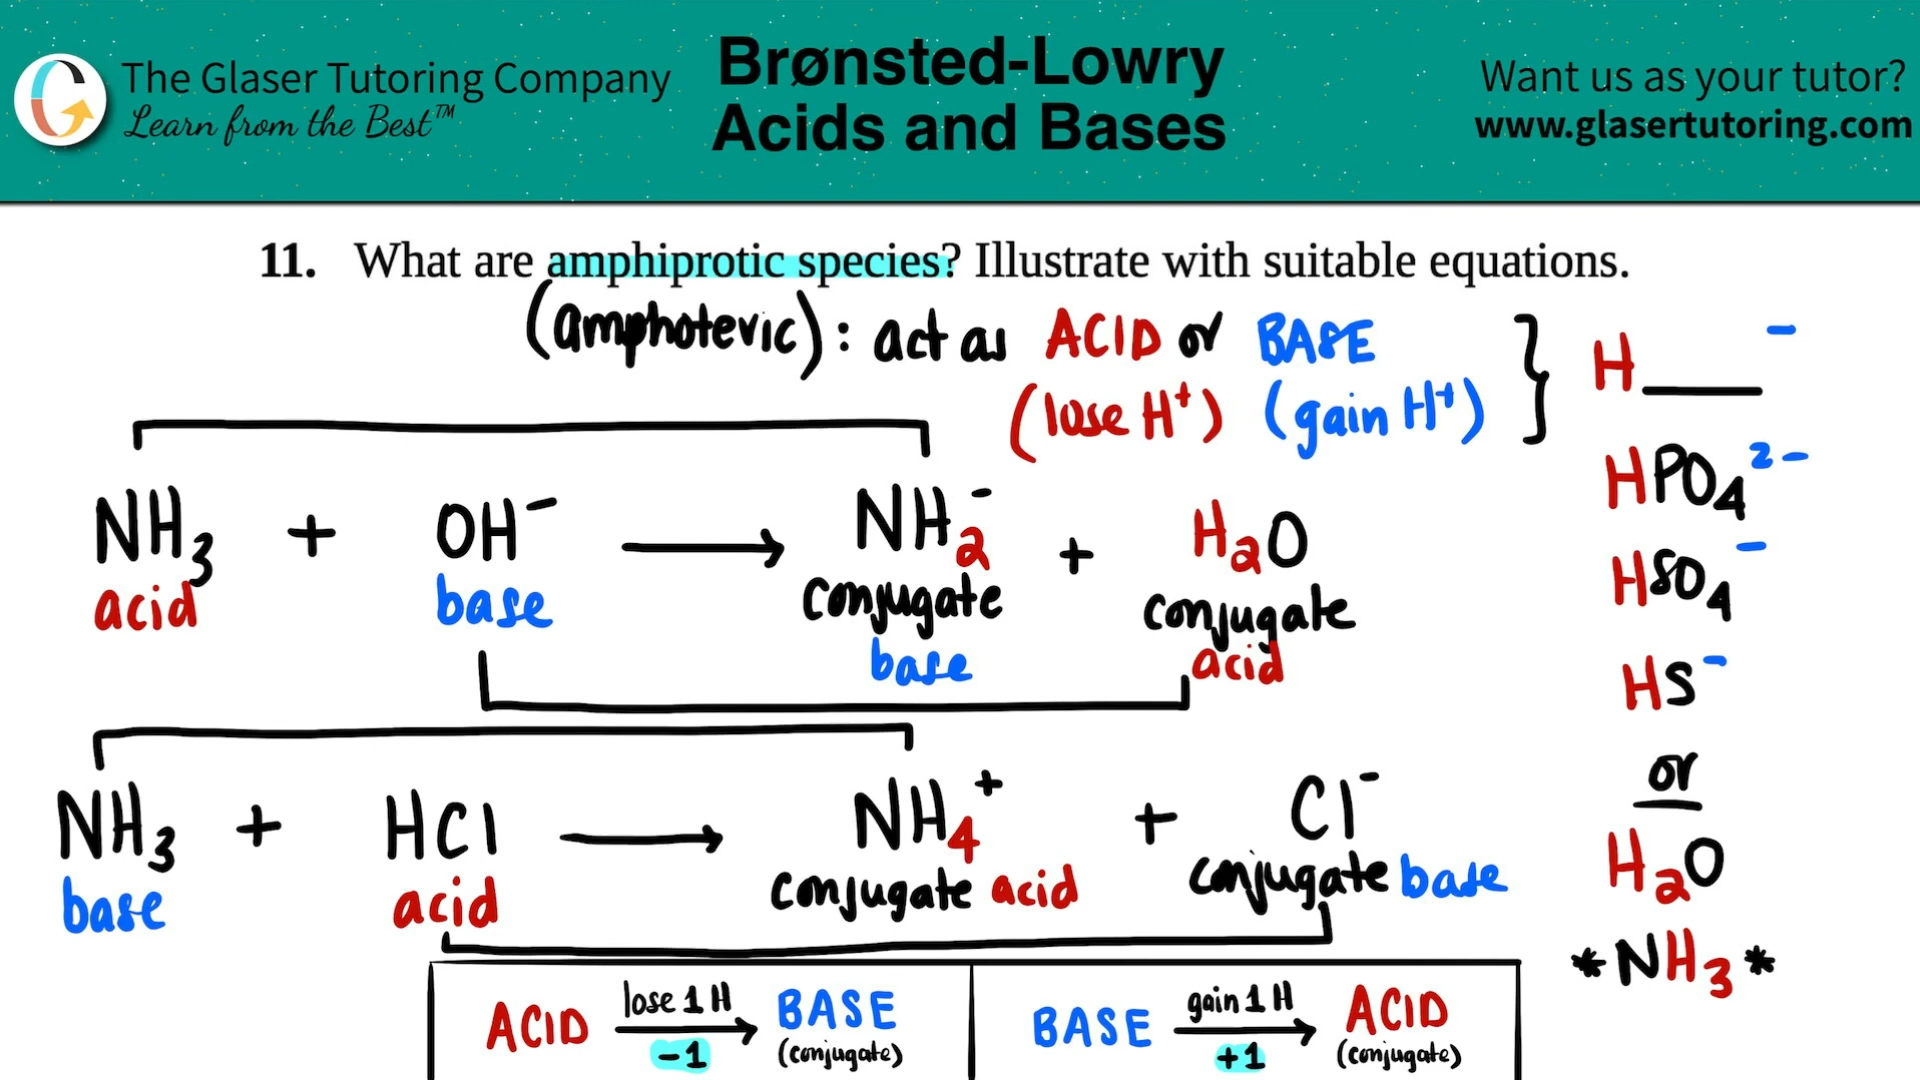 The Glaser Tutoring Company
Learn from the Best™
Brønsted-Lowry
Acids and Bases
Want us as your tutor?
www.glasertutoring.com
11. What are amphiprotic species? Illustrate with suitable equations.
(amphoteric): act as ACID or BASE
(lose H⁺) (gain H⁺)
NH₃ + OH⁻ ⟶ NH₂⁻ + H₂O
acid base conjugate base conjugate acid
NH₃ + HCl ⟶ NH₄⁺ + Cl⁻
base acid conjugate acid conjugate base
H___⁻
HPO₄²⁻
HSO₄⁻
HS⁻
or
H₂O
*NH₃*
ACID lose 1 H ⟶ BASE
-1 (conjugate)
BASE gain 1 H ⟶ ACID
+1 (conjugate)